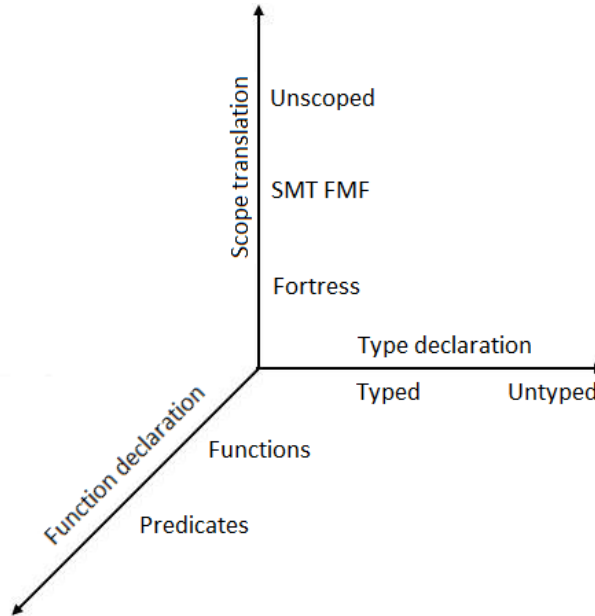 Scope translation
Unscoped
SMT FMF
Fortress
Type declaration
Typed
Untyped
Function declaration
Functions
Predicates